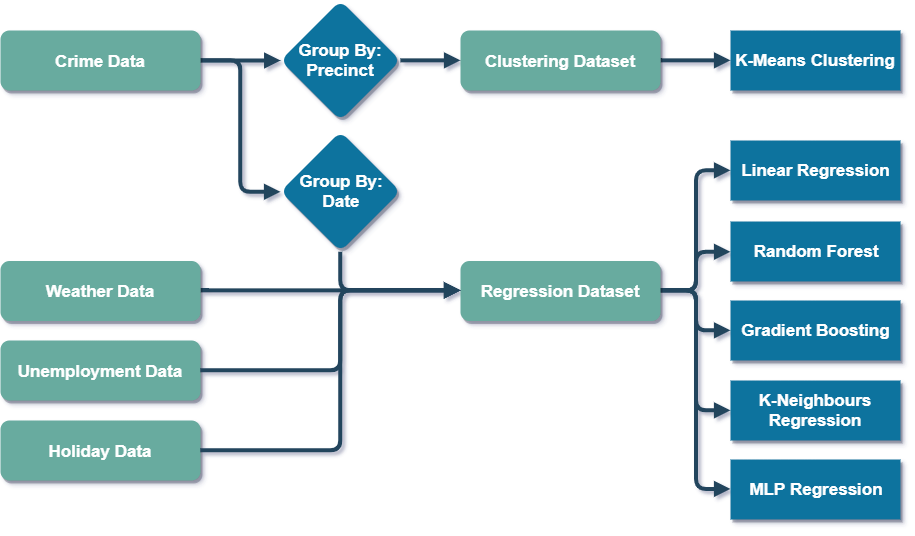 Crime Data
Group By:
Precinct
Clustering Dataset
K-Means Clustering
Group By:
Date
Linear Regression
Random Forest
Weather Data
Regression Dataset
Gradient Boosting
Unemployment Data
K-Neighbours
Regression
Holiday Data
MLP Regression